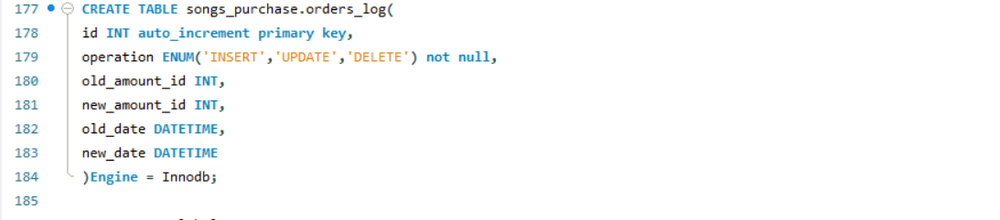 177 CREATE TABLE songs_purchase.orders_log(
178 id INT auto_increment primary key,
179 operation ENUM('INSERT','UPDATE','DELETE') not null,
180 old_amount_id INT,
181 new_amount_id INT,
182 old_date DATETIME,
183 new_date DATETIME
184 )Engine = Innodb;
185